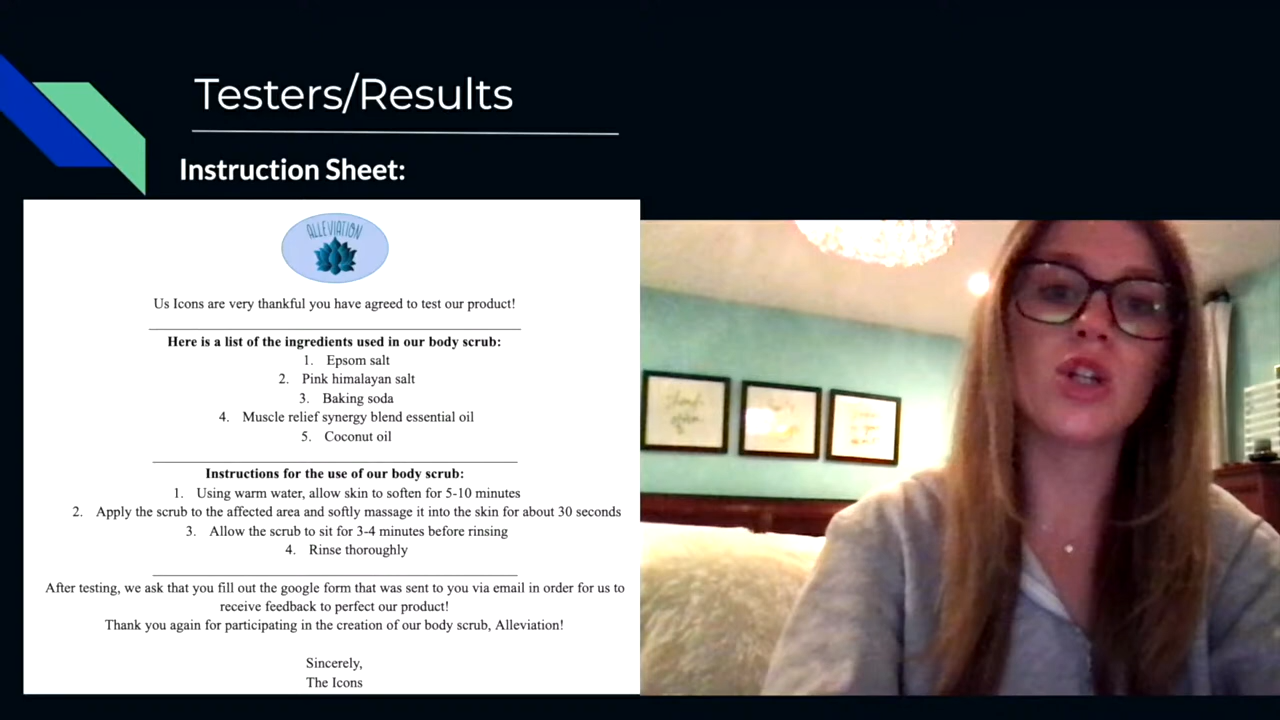 Testers/Results
Instruction Sheet:
ALLEVIATION
Us Icons are very thankful you have agreed to test our product!
Here is a list of the ingredients used in our body scrub:
1. Epsom salt
2. Pink himalayan salt
3. Baking soda
4. Muscle relief synergy blend essential oil
5. Coconut oil
Instructions for the use of our body scrub:
1. Using warm water, allow skin to soften for 5-10 minutes
2. Apply the scrub to the affected area and softly massage it into the skin for about 30 seconds
3. Allow the scrub to sit for 3-4 minutes before rinsing
4. Rinse thoroughly
After testing, we ask that you fill out the google form that was sent to you via email in order for us to
receive feedback to perfect our product!
Thank you again for participating in the creation of our body scrub, Alleviation!
Sincerely,
The Icons